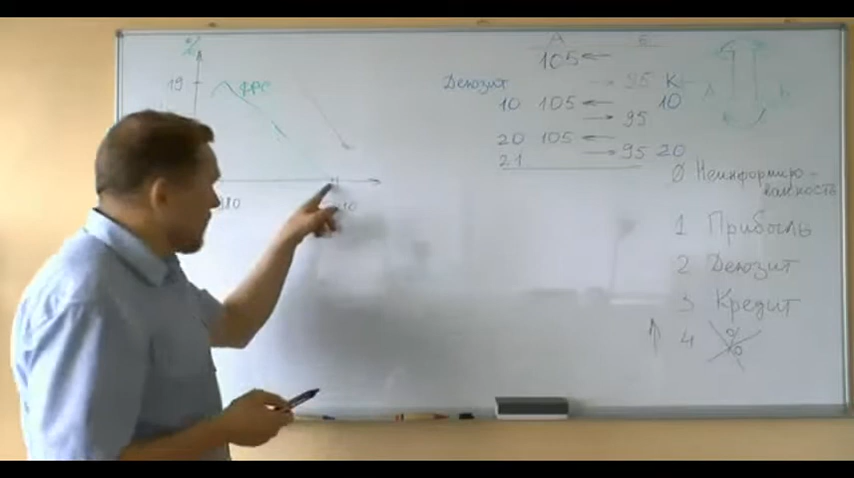 %
19
ФРС
A Б
105
Депозит 95 К
10 105 10
95
20 105
21 95 20
0 Неинформиро-
ванность
1 Прибыль
2 Депозит
3 Кредит
4 %